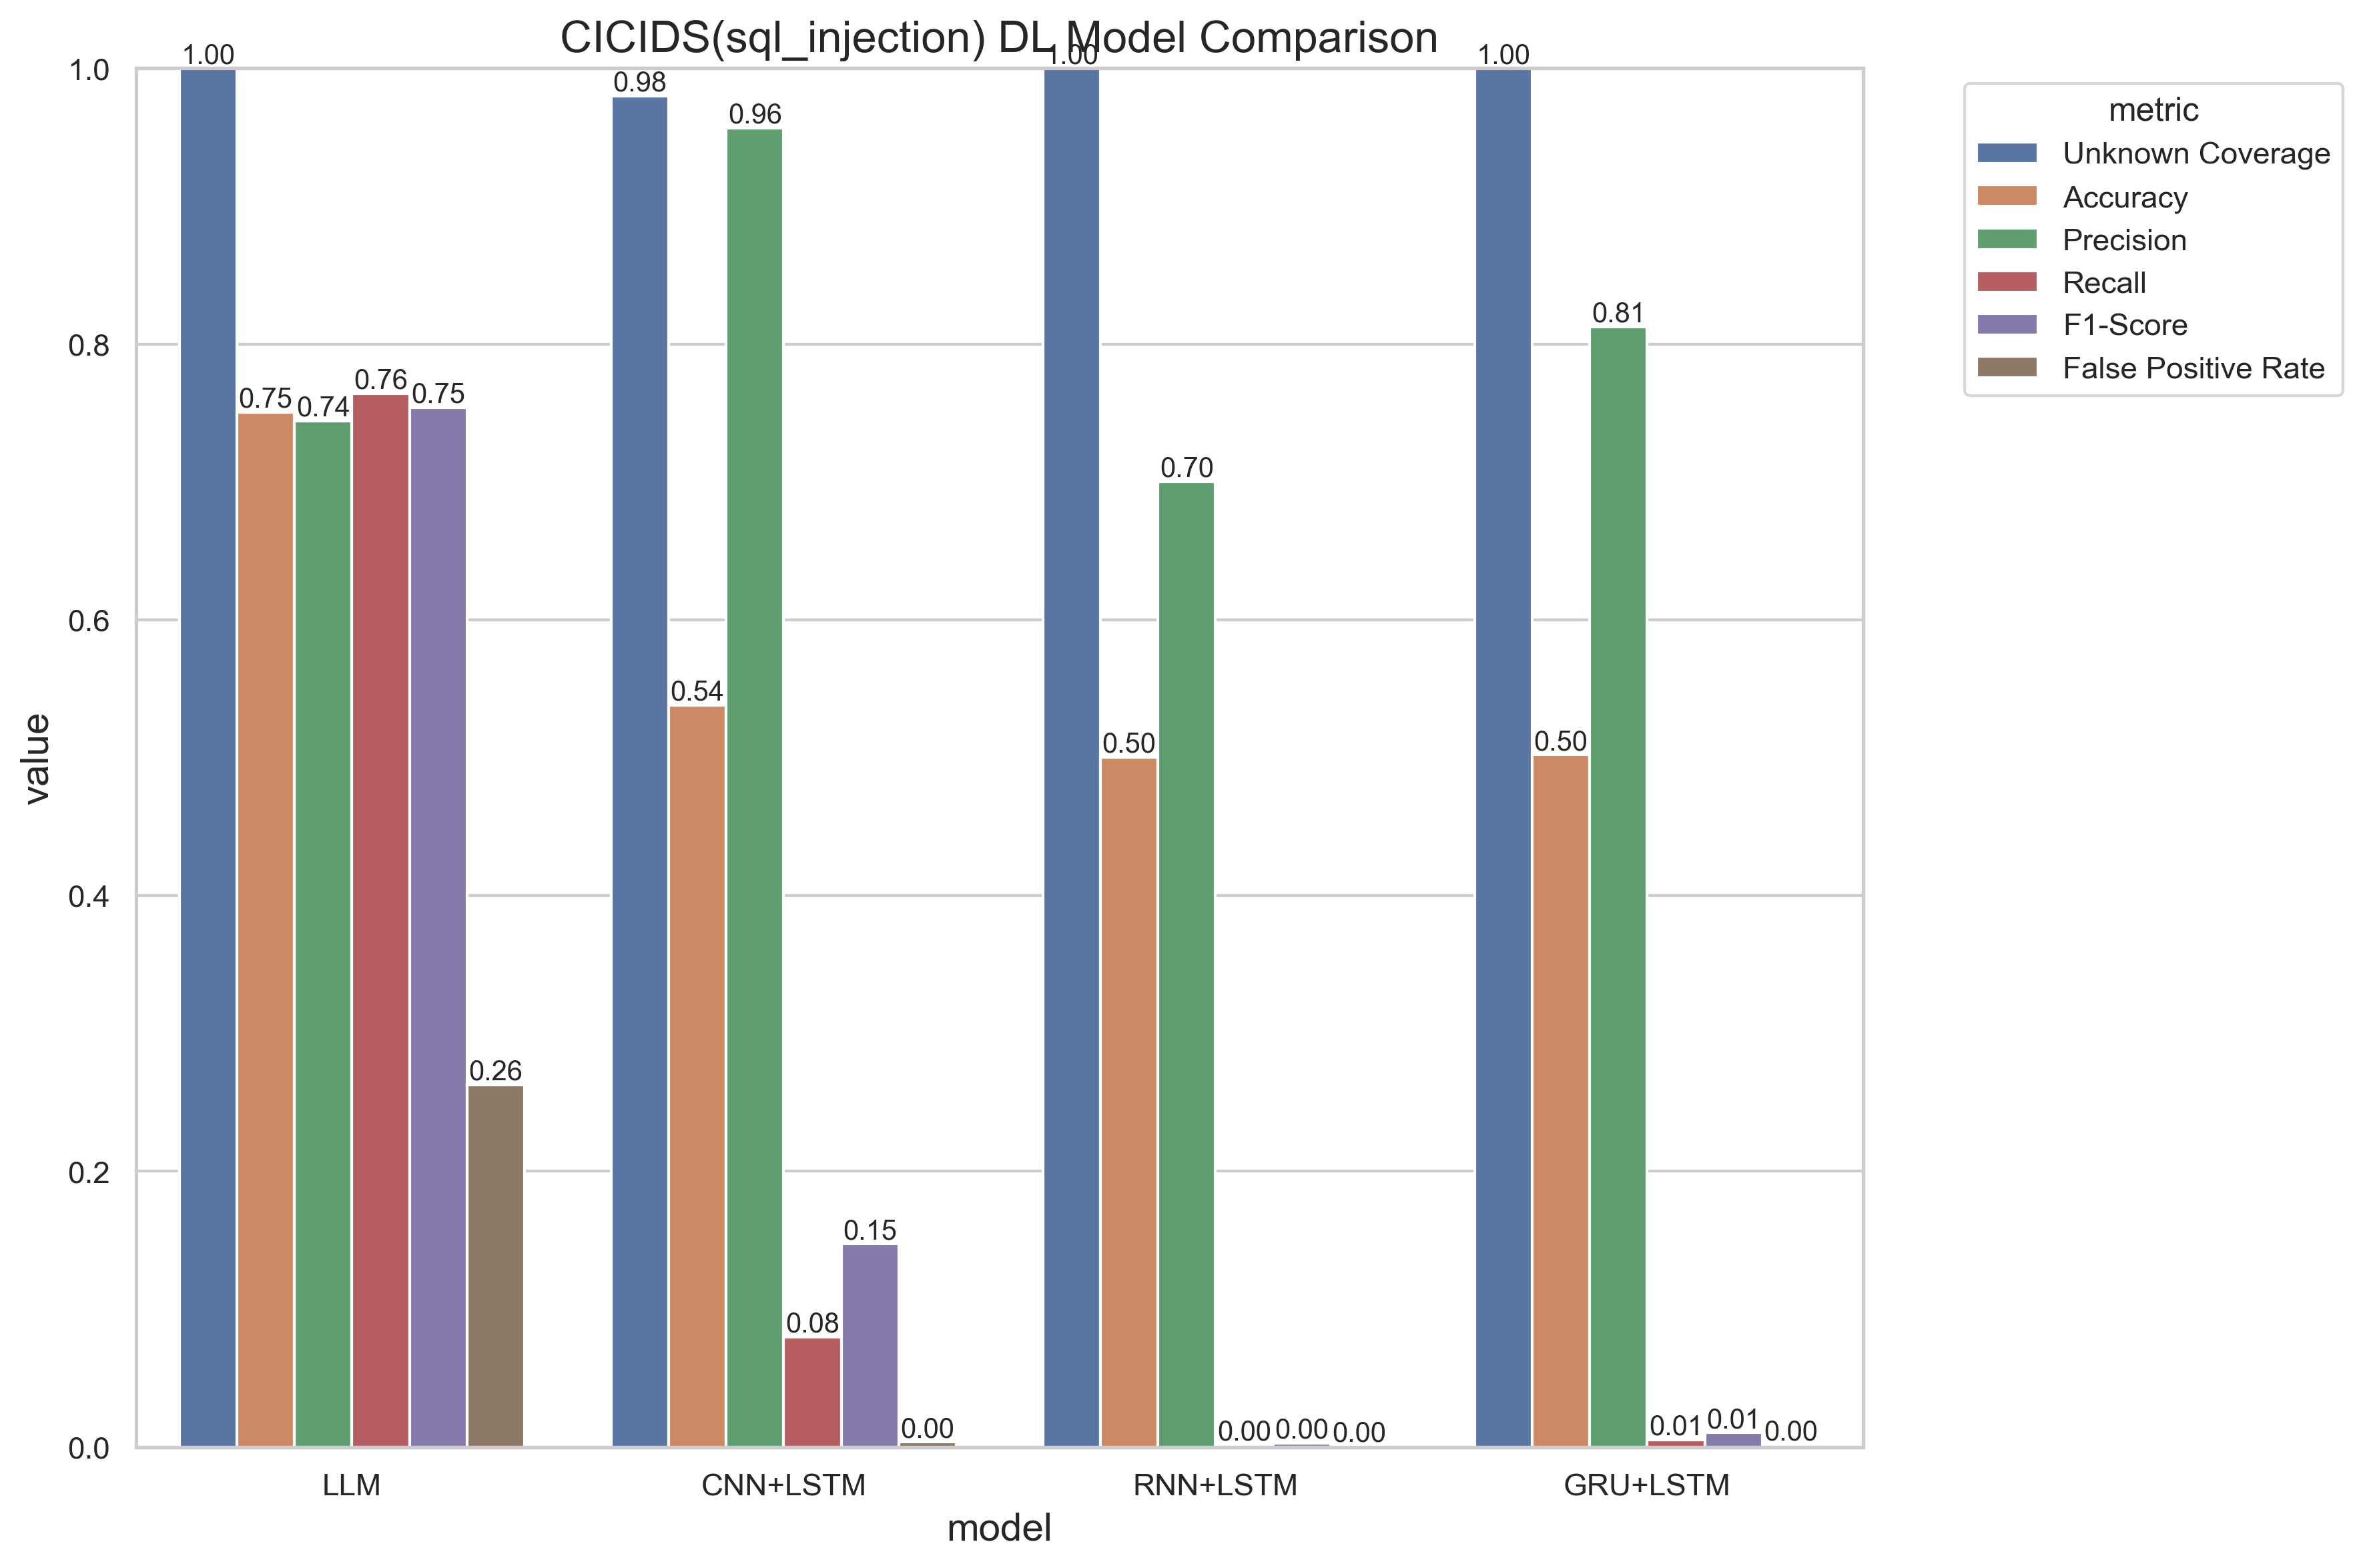 CICIDS(sql_injection) DL Model Comparison
1.00
0.75
0.74
0.76
0.75
0.26
0.98
0.54
0.96
0.08
0.15
0.00
1.00
0.50
0.70
0.00
0.00
0.00
1.00
0.50
0.81
0.01
0.01
0.00
1.0
0.8
0.6
0.4
0.2
0.0
value
LLM
CNN+LSTM
RNN+LSTM
GRU+LSTM
model
metric
Unknown Coverage
Accuracy
Precision
Recall
F1-Score
False Positive Rate